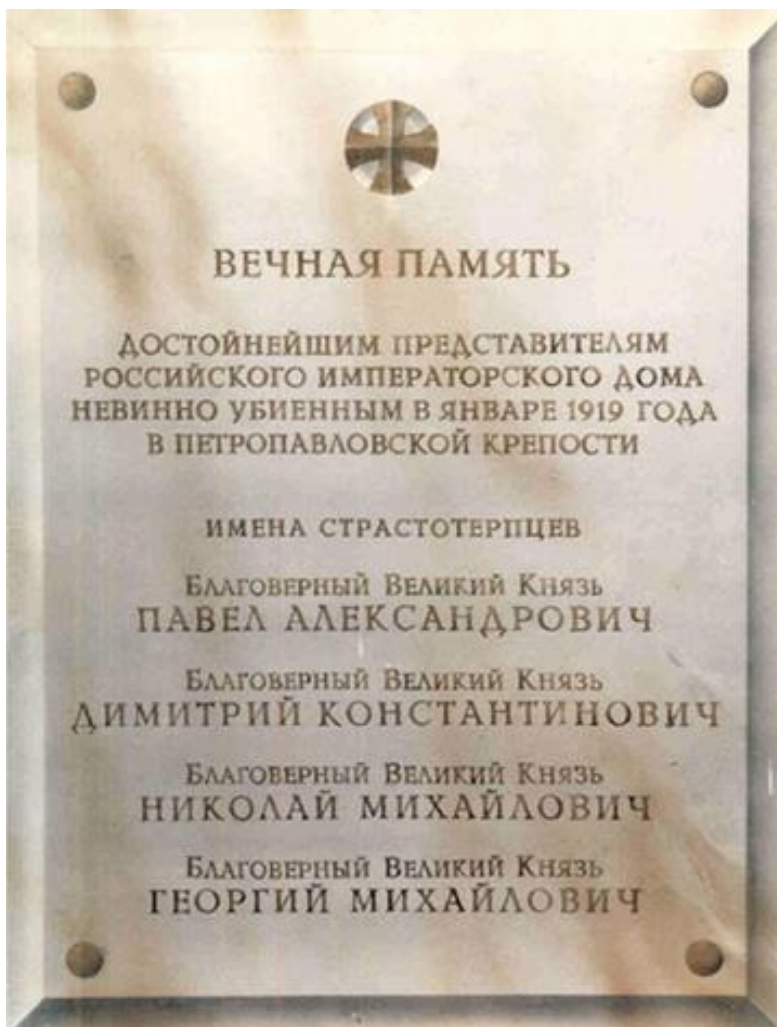 ВЕЧНАЯ ПАМЯТЬ
ДОСТОЙНЕЙШИМ ПРЕДСТАВИТЕЛЯМ
РОССИЙСКОГО ИМПЕРАТОРСКОГО ДОМА
НЕВИННО УБИЕННЫМ В ЯНВАРЕ 1919 ГОДА
В ПЕТРОПАВЛОВСКОЙ КРЕПОСТИ
ИМЕНА СТРАСТОТЕРПЦЕВ
БЛАГОВЕРНЫЙ ВЕЛИКИЙ КНЯЗЬ
ПАВЕЛ АЛЕКСАНДРОВИЧ
БЛАГОВЕРНЫЙ ВЕЛИКИЙ КНЯЗЬ
ДИМИТРИЙ КОНСТАНТИНОВИЧ
БЛАГОВЕРНЫЙ ВЕЛИКИЙ КНЯЗЬ
НИКОЛАЙ МИХАЙЛОВИЧ
БЛАГОВЕРНЫЙ ВЕЛИКИЙ КНЯЗЬ
ГЕОРГИЙ МИХАЙЛОВИЧ